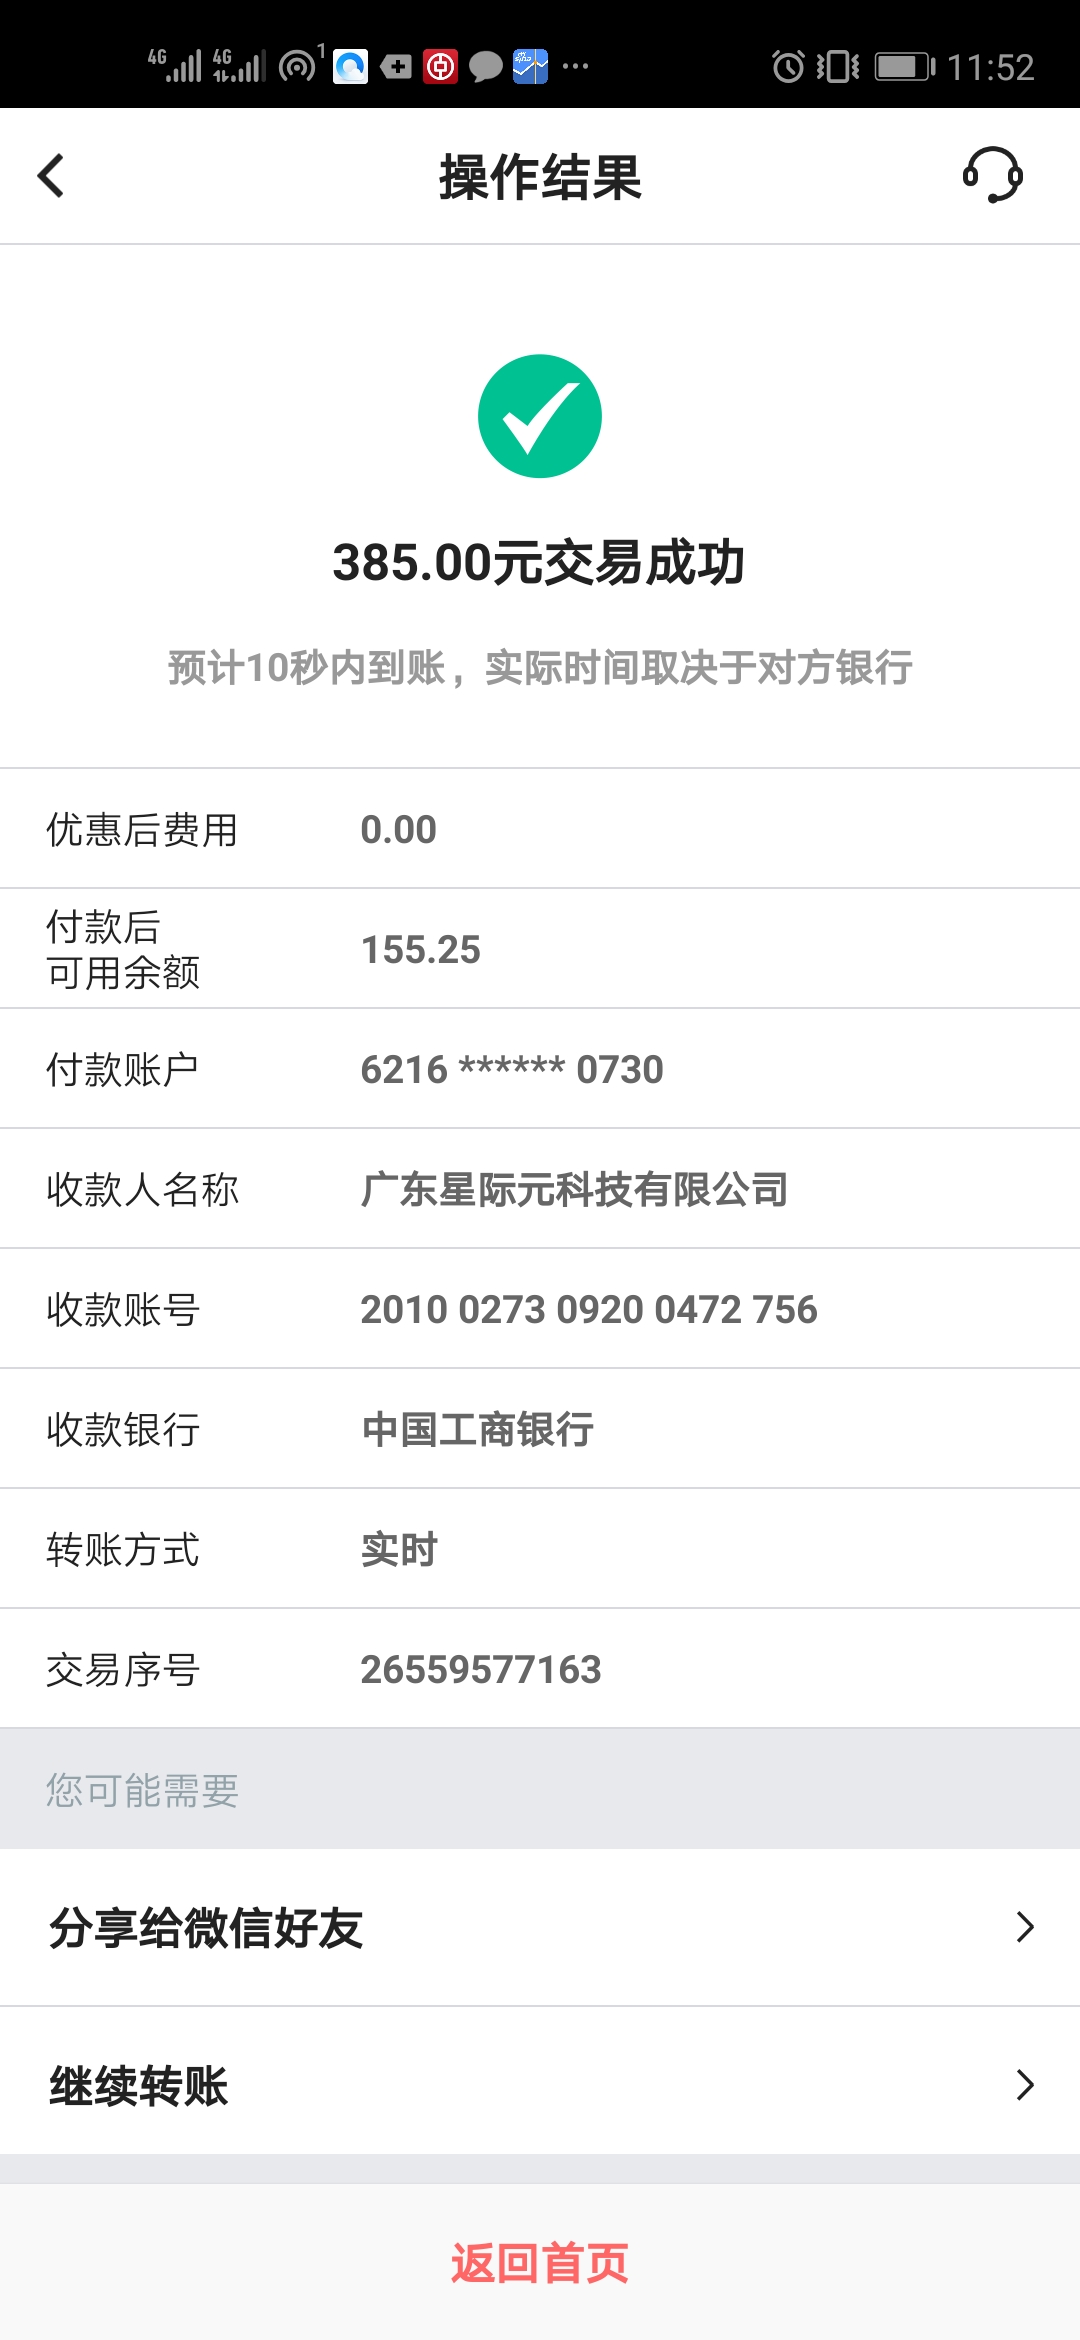 4G 4G 1 11:52
操作结果
385.00元交易成功
预计10秒内到账，实际时间取决于对方银行
优惠后费用 0.00
付款后
可用余额 155.25
付款账户 6216 ****** 0730
收款人名称 广东星际元科技有限公司
收款账号 2010 0273 0920 0472 756
收款银行 中国工商银行
转账方式 实时
交易序号 26559577163
您可能需要
分享给微信好友
继续转账
返回首页